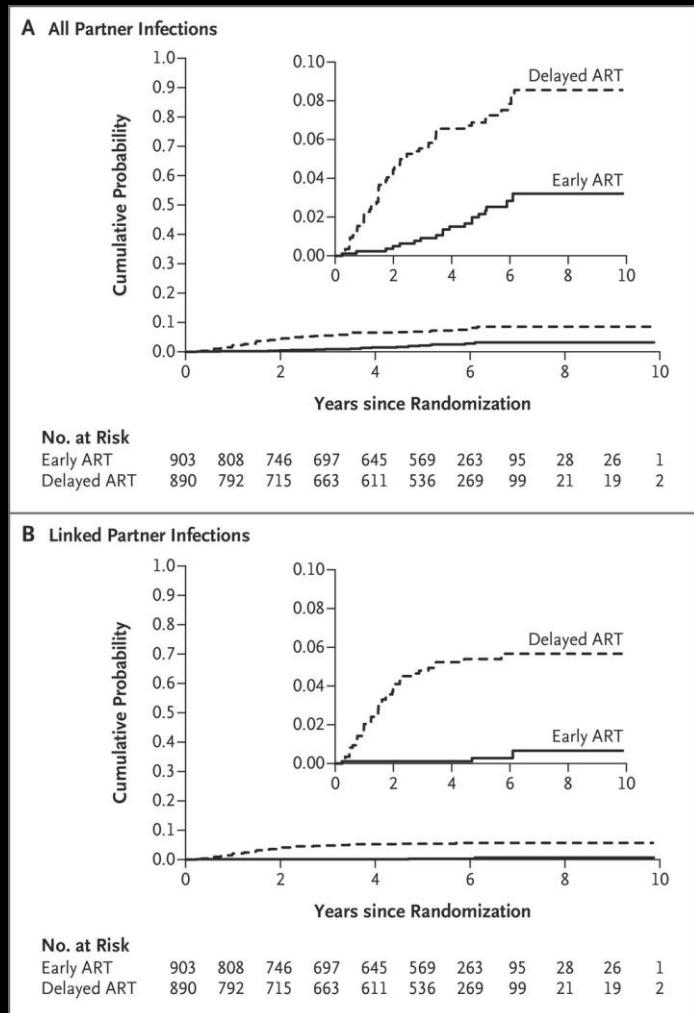 A All Partner Infections
Cumulative Probability
1.0
0.9
0.8
0.7
0.6
0.5
0.4
0.3
0.2
0.1
0.0
0 2 4 6 8 10
0.10
0.08
0.06
0.04
0.02
0.00
0 2 4 6 8 10
Delayed ART
Early ART
Years since Randomization
No. at Risk
Early ART 903 808 746 697 645 569 263 95 28 26 1
Delayed ART 890 792 715 663 611 536 269 99 21 19 2
B Linked Partner Infections
Cumulative Probability
1.0
0.9
0.8
0.7
0.6
0.5
0.4
0.3
0.2
0.1
0.0
0 2 4 6 8 10
0.10
0.08
0.06
0.04
0.02
0.00
0 2 4 6 8 10
Delayed ART
Early ART
Years since Randomization
No. at Risk
Early ART 903 808 746 697 645 569 263 95 28 26 1
Delayed ART 890 792 715 663 611 536 269 99 21 19 2